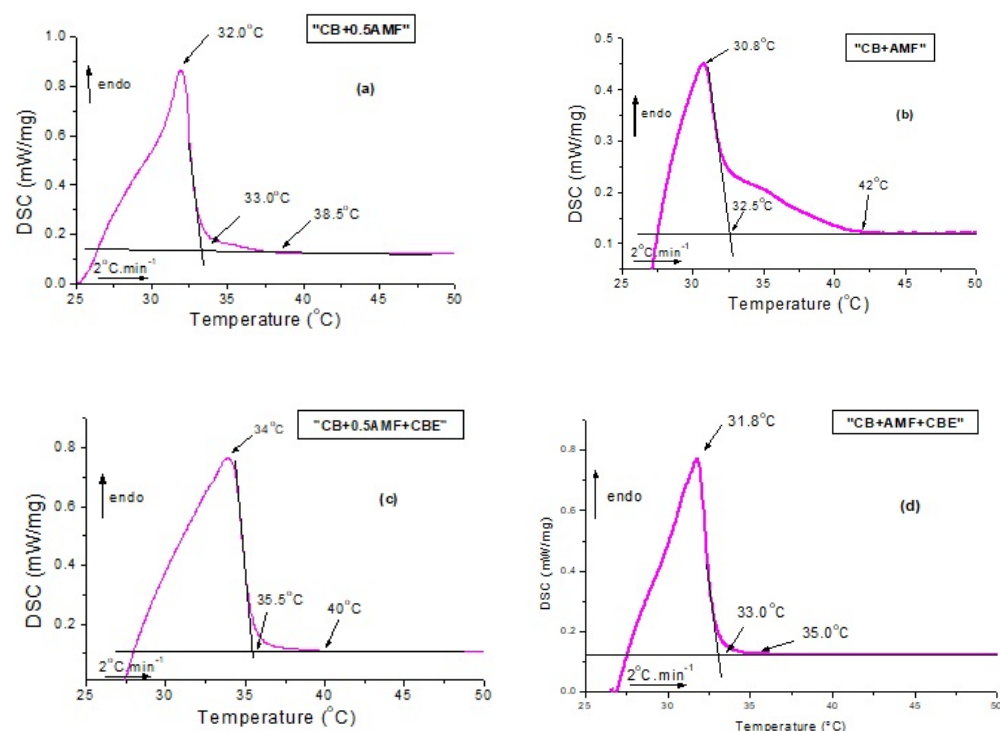 32.0°C
"CB+0.5AMF"
1.0
0.8
0.6
0.4
0.2
0.0
DSC (mW/mg)
endo
(a)
33.0°C
38.5°C
2°C.min⁻¹
25 30 35 40 45 50
Temperature (°C)
30.8°C
"CB+AMF"
0.5
0.4
0.3
0.2
0.1
DSC (mW/mg)
endo
(b)
32.5°C
42°C
2°C.min⁻¹
25 30 35 40 45 50
Temperature (°C)
34°C
"CB+0.5AMF+CBE"
0.8
0.6
0.4
0.2
DSC (mW/mg)
endo
(c)
35.5°C
40°C
2°C.min⁻¹
25 30 35 40 45 50
Temperature (°C)
31.8°C
"CB+AMF+CBE"
0.8
0.6
0.4
0.2
0.0
DSC (mW/mg)
endo
(d)
33.0°C
35.0°C
2°C.min⁻¹
25 30 35 40 45 50
Temperature (°C)